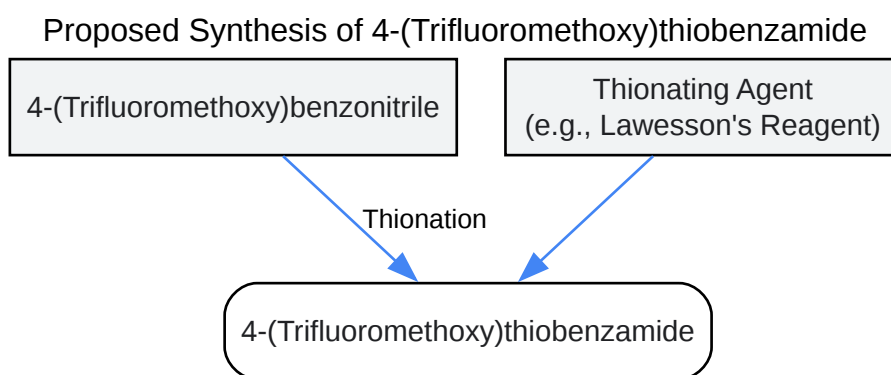 Proposed Synthesis of 4-(Trifluoromethoxy)thiobenzamide
4-(Trifluoromethoxy)benzonitrile
Thionating Agent
(e.g., Lawesson's Reagent)
Thionation
4-(Trifluoromethoxy)thiobenzamide